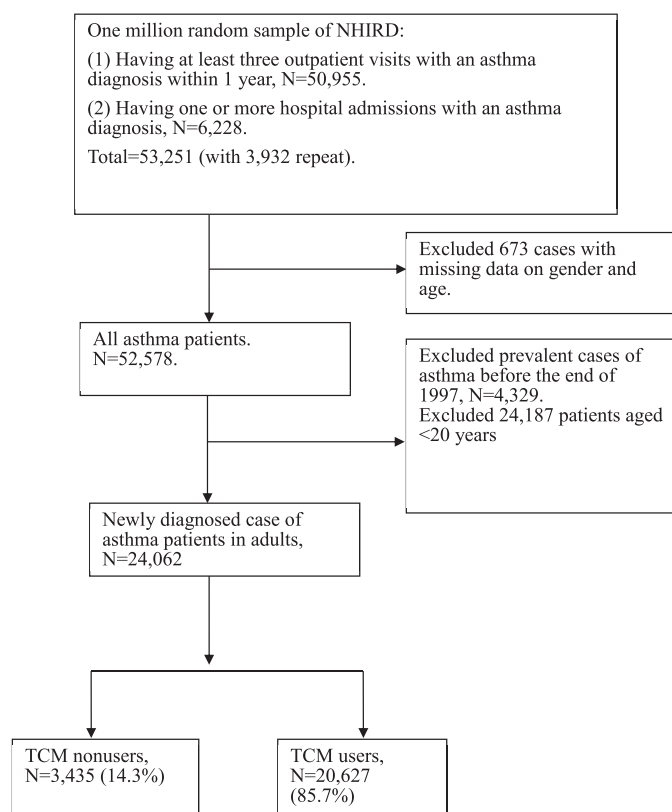 One million random sample of NHIRD:
(1) Having at least three outpatient visits with an asthma
diagnosis within 1 year, N=50,955.
(2) Having one or more hospital admissions with an asthma
diagnosis, N=6,228.
Total=53,251 (with 3,932 repeat).
Excluded 673 cases with
missing data on gender and
age.
All asthma patients.
N=52,578.
Excluded prevalent cases of
asthma before the end of
1997, N=4,329.
Excluded 24,187 patients aged
<20 years
Newly diagnosed case of
asthma patients in adults,
N=24,062
TCM nonusers,
N=3,435 (14.3%)
TCM users,
N=20,627
(85.7%)